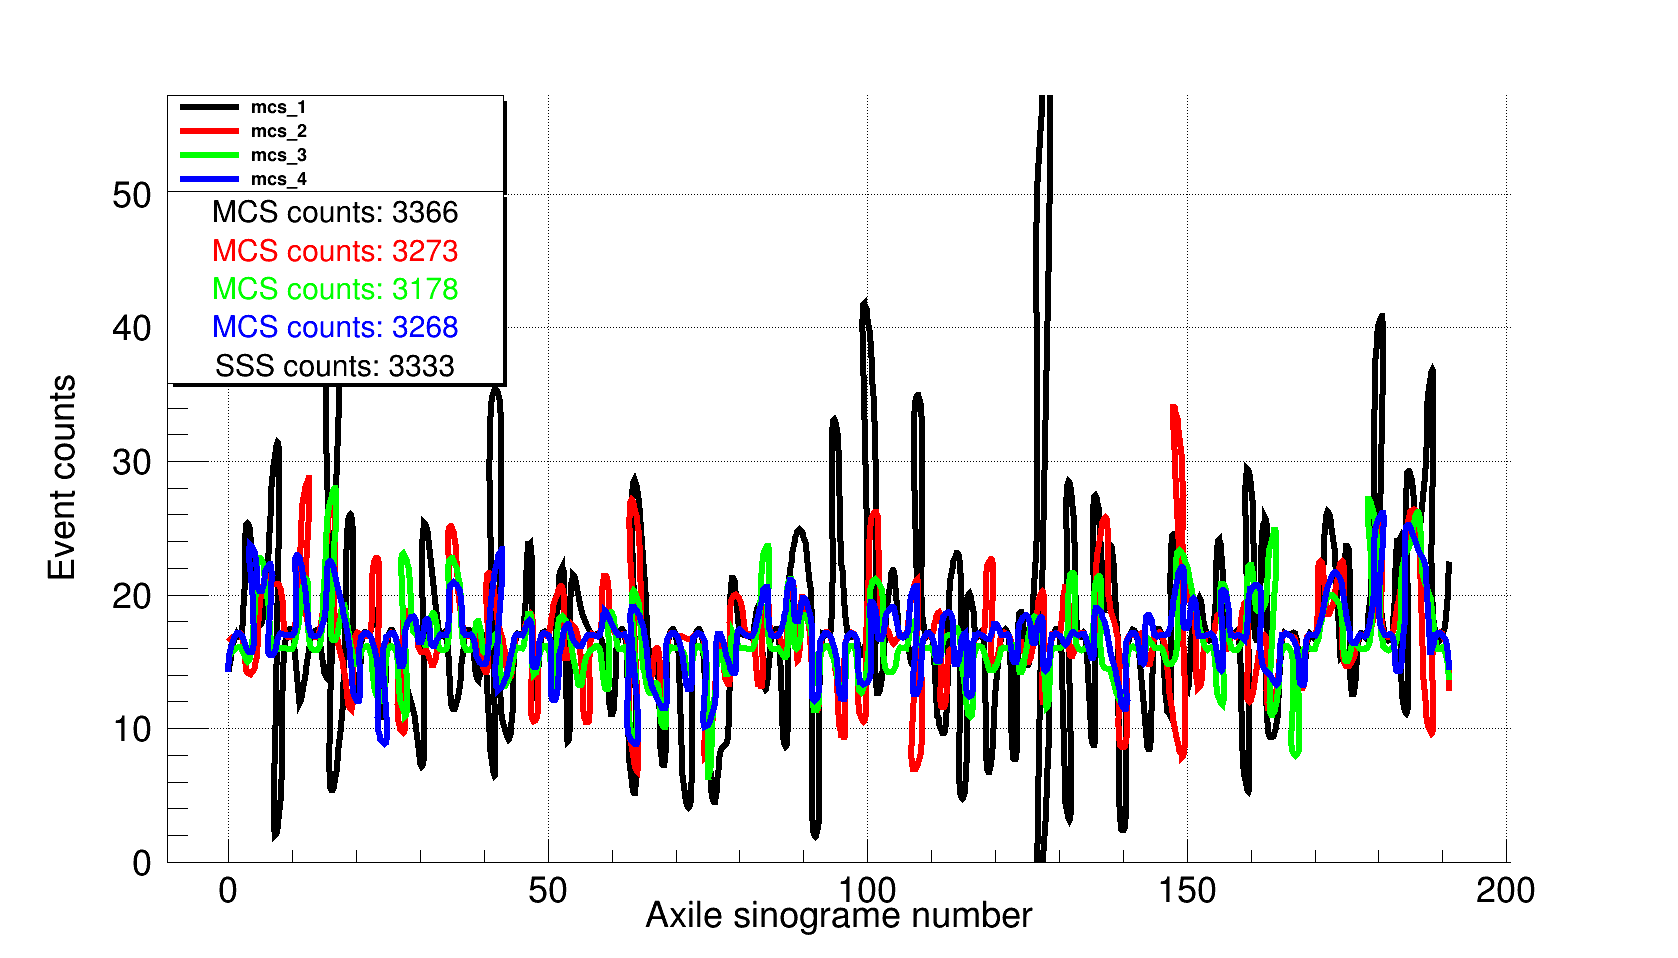 mcs_1
mcs_2
mcs_3
mcs_4
MCS counts: 3366
MCS counts: 3273
MCS counts: 3178
MCS counts: 3268
SSS counts: 3333
50
40
30
20
10
0
Event counts
0 50 100 150 200
Axile sinograme number